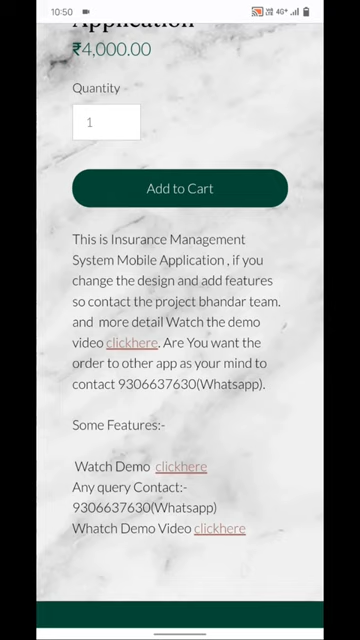 10:50
4G+
Application
₹4,000.00
Quantity
1
Add to Cart
This is Insurance Management
System Mobile Application , if you
change the design and add features
so contact the project bhandar team.
and more detail Watch the demo
video clickhere. Are You want the
order to other app as your mind to
contact 9306637630(Whatsapp).
Some Features:-
Watch Demo clickhere
Any query Contact:-
9306637630(Whatsapp)
Whatch Demo Video clickhere